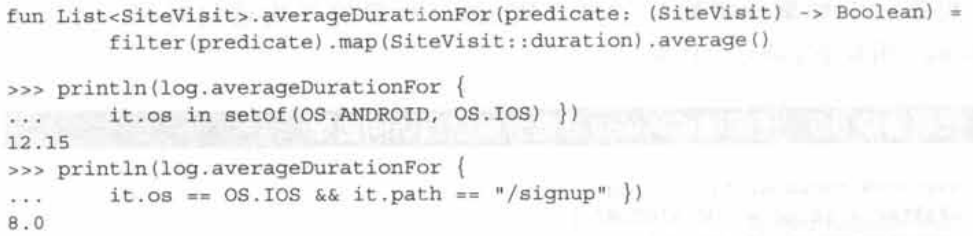 fun List<SiteVisit>.averageDurationFor(predicate: (SiteVisit) -> Boolean) =
        filter(predicate).map(SiteVisit::duration).average()
>>> println(log.averageDurationFor {
...     it.os in setOf(OS.ANDROID, OS.IOS) })
12.15
>>> println(log.averageDurationFor {
...     it.os == OS.IOS && it.path == "/signup" })
8.0